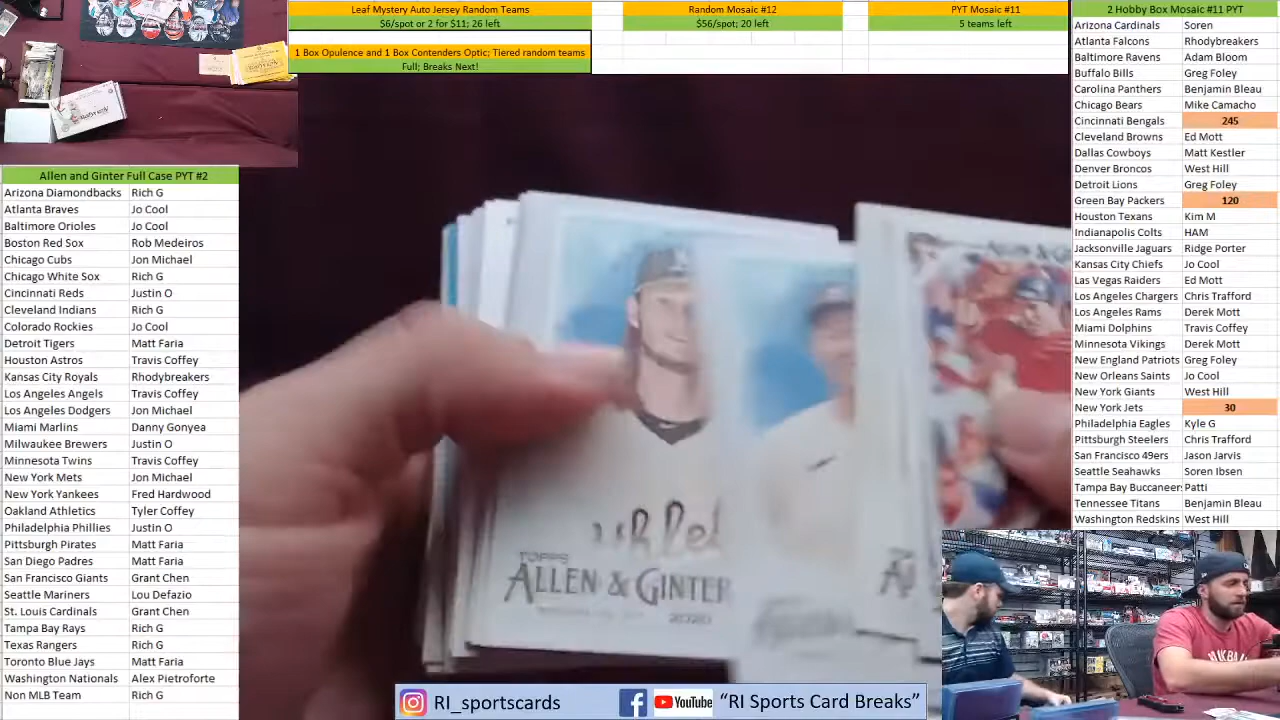 Leaf Mystery Auto Jersey Random Teams
$6/spot or 2 for $11; 26 left
1 Box Opulence and 1 Box Contenders Optic; Tiered random teams
Full; Breaks Next!
Random Mosaic #12
$56/spot; 20 left
PYT Mosaic #11
5 teams left
2 Hobby Box Mosaic #11 PYT
Arizona Cardinals Soren
Atlanta Falcons Rhodybreakers
Baltimore Ravens Adam Bloom
Buffalo Bills Greg Foley
Carolina Panthers Benjamin Bleau
Chicago Bears Mike Camacho
Cincinnati Bengals 245
Cleveland Browns Ed Mott
Dallas Cowboys Matt Kestler
Denver Broncos West Hill
Detroit Lions Greg Foley
Green Bay Packers 120
Houston Texans Kim M
Indianapolis Colts HAM
Jacksonville Jaguars Ridge Porter
Kansas City Chiefs Jo Cool
Las Vegas Raiders Ed Mott
Los Angeles Chargers Chris Trafford
Los Angeles Rams Derek Mott
Miami Dolphins Travis Coffey
Minnesota Vikings Derek Mott
New England Patriots Greg Foley
New Orleans Saints Jo Cool
New York Giants West Hill
New York Jets 30
Philadelphia Eagles Kyle G
Pittsburgh Steelers Chris Trafford
San Francisco 49ers Jason Jarvis
Seattle Seahawks Soren Ibsen
Tampa Bay Buccaneers Patti
Tennessee Titans Benjamin Bleau
Washington Redskins West Hill
Allen and Ginter Full Case PYT #2
Arizona Diamondbacks Rich G
Atlanta Braves Jo Cool
Baltimore Orioles Jo Cool
Boston Red Sox Rob Medeiros
Chicago Cubs Jon Michael
Chicago White Sox Rich G
Cincinnati Reds Justin O
Cleveland Indians Rich G
Colorado Rockies Jo Cool
Detroit Tigers Matt Faria
Houston Astros Travis Coffey
Kansas City Royals Rhodybreakers
Los Angeles Angels Travis Coffey
Los Angeles Dodgers Jon Michael
Miami Marlins Danny Gonyea
Milwaukee Brewers Justin O
Minnesota Twins Travis Coffey
New York Mets Jon Michael
New York Yankees Fred Hardwood
Oakland Athletics Tyler Coffey
Philadelphia Phillies Justin O
Pittsburgh Pirates Matt Faria
San Diego Padres Matt Faria
San Francisco Giants Grant Chen
Seattle Mariners Lou Defazio
St. Louis Cardinals Grant Chen
Tampa Bay Rays Rich G
Texas Rangers Rich G
Toronto Blue Jays Matt Faria
Washington Nationals Alex Pietroforte
Non MLB Team Rich G
TOPPS
ALLEN & GINTER
2020
RI_sportscards
YouTube
"RI Sports Card Breaks"